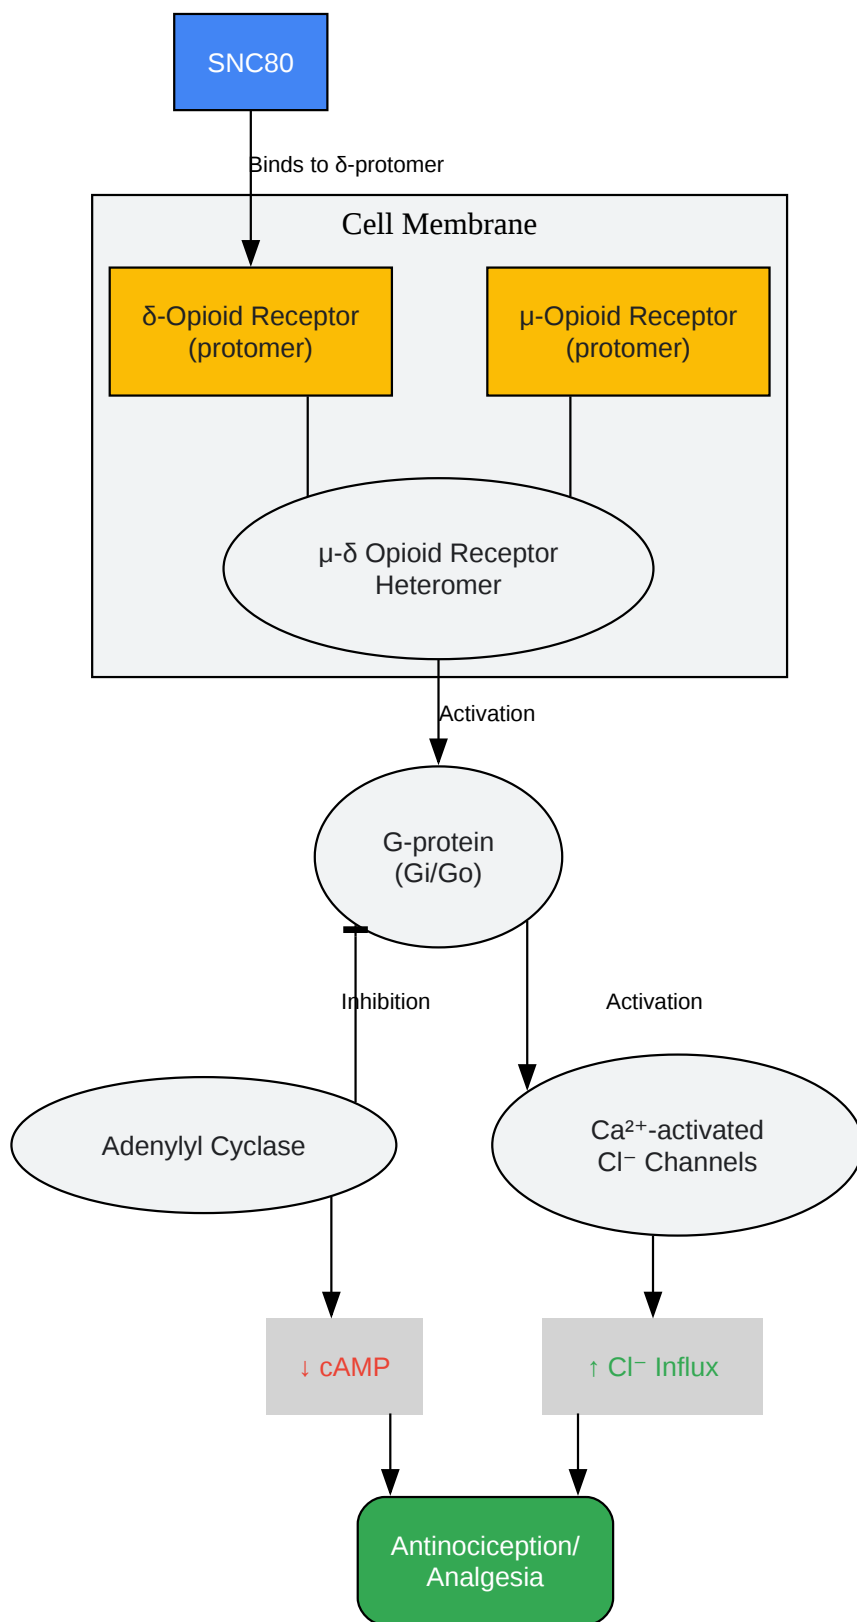 SNC80
Binds to δ-protomer
Cell Membrane
δ-Opioid Receptor
(protomer)
μ-Opioid Receptor
(protomer)
μ-δ Opioid Receptor
Heteromer
Activation
G-protein
(Gi/Go)
Inhibition
Activation
Adenylyl Cyclase
Ca²⁺-activated
Cl⁻ Channels
↓ cAMP
↑ Cl⁻ Influx
Antinociception/
Analgesia